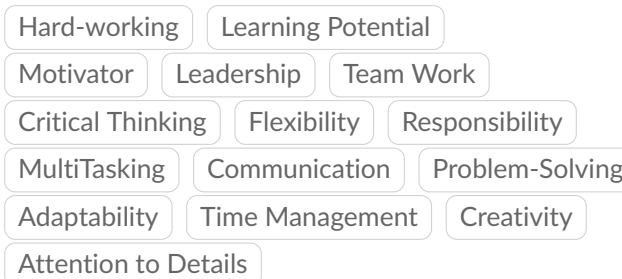 Hard-working Learning Potential
Motivator Leadership Team Work
Critical Thinking Flexibility Responsibility
MultiTasking Communication Problem-Solving
Adaptability Time Management Creativity
Attention to Details